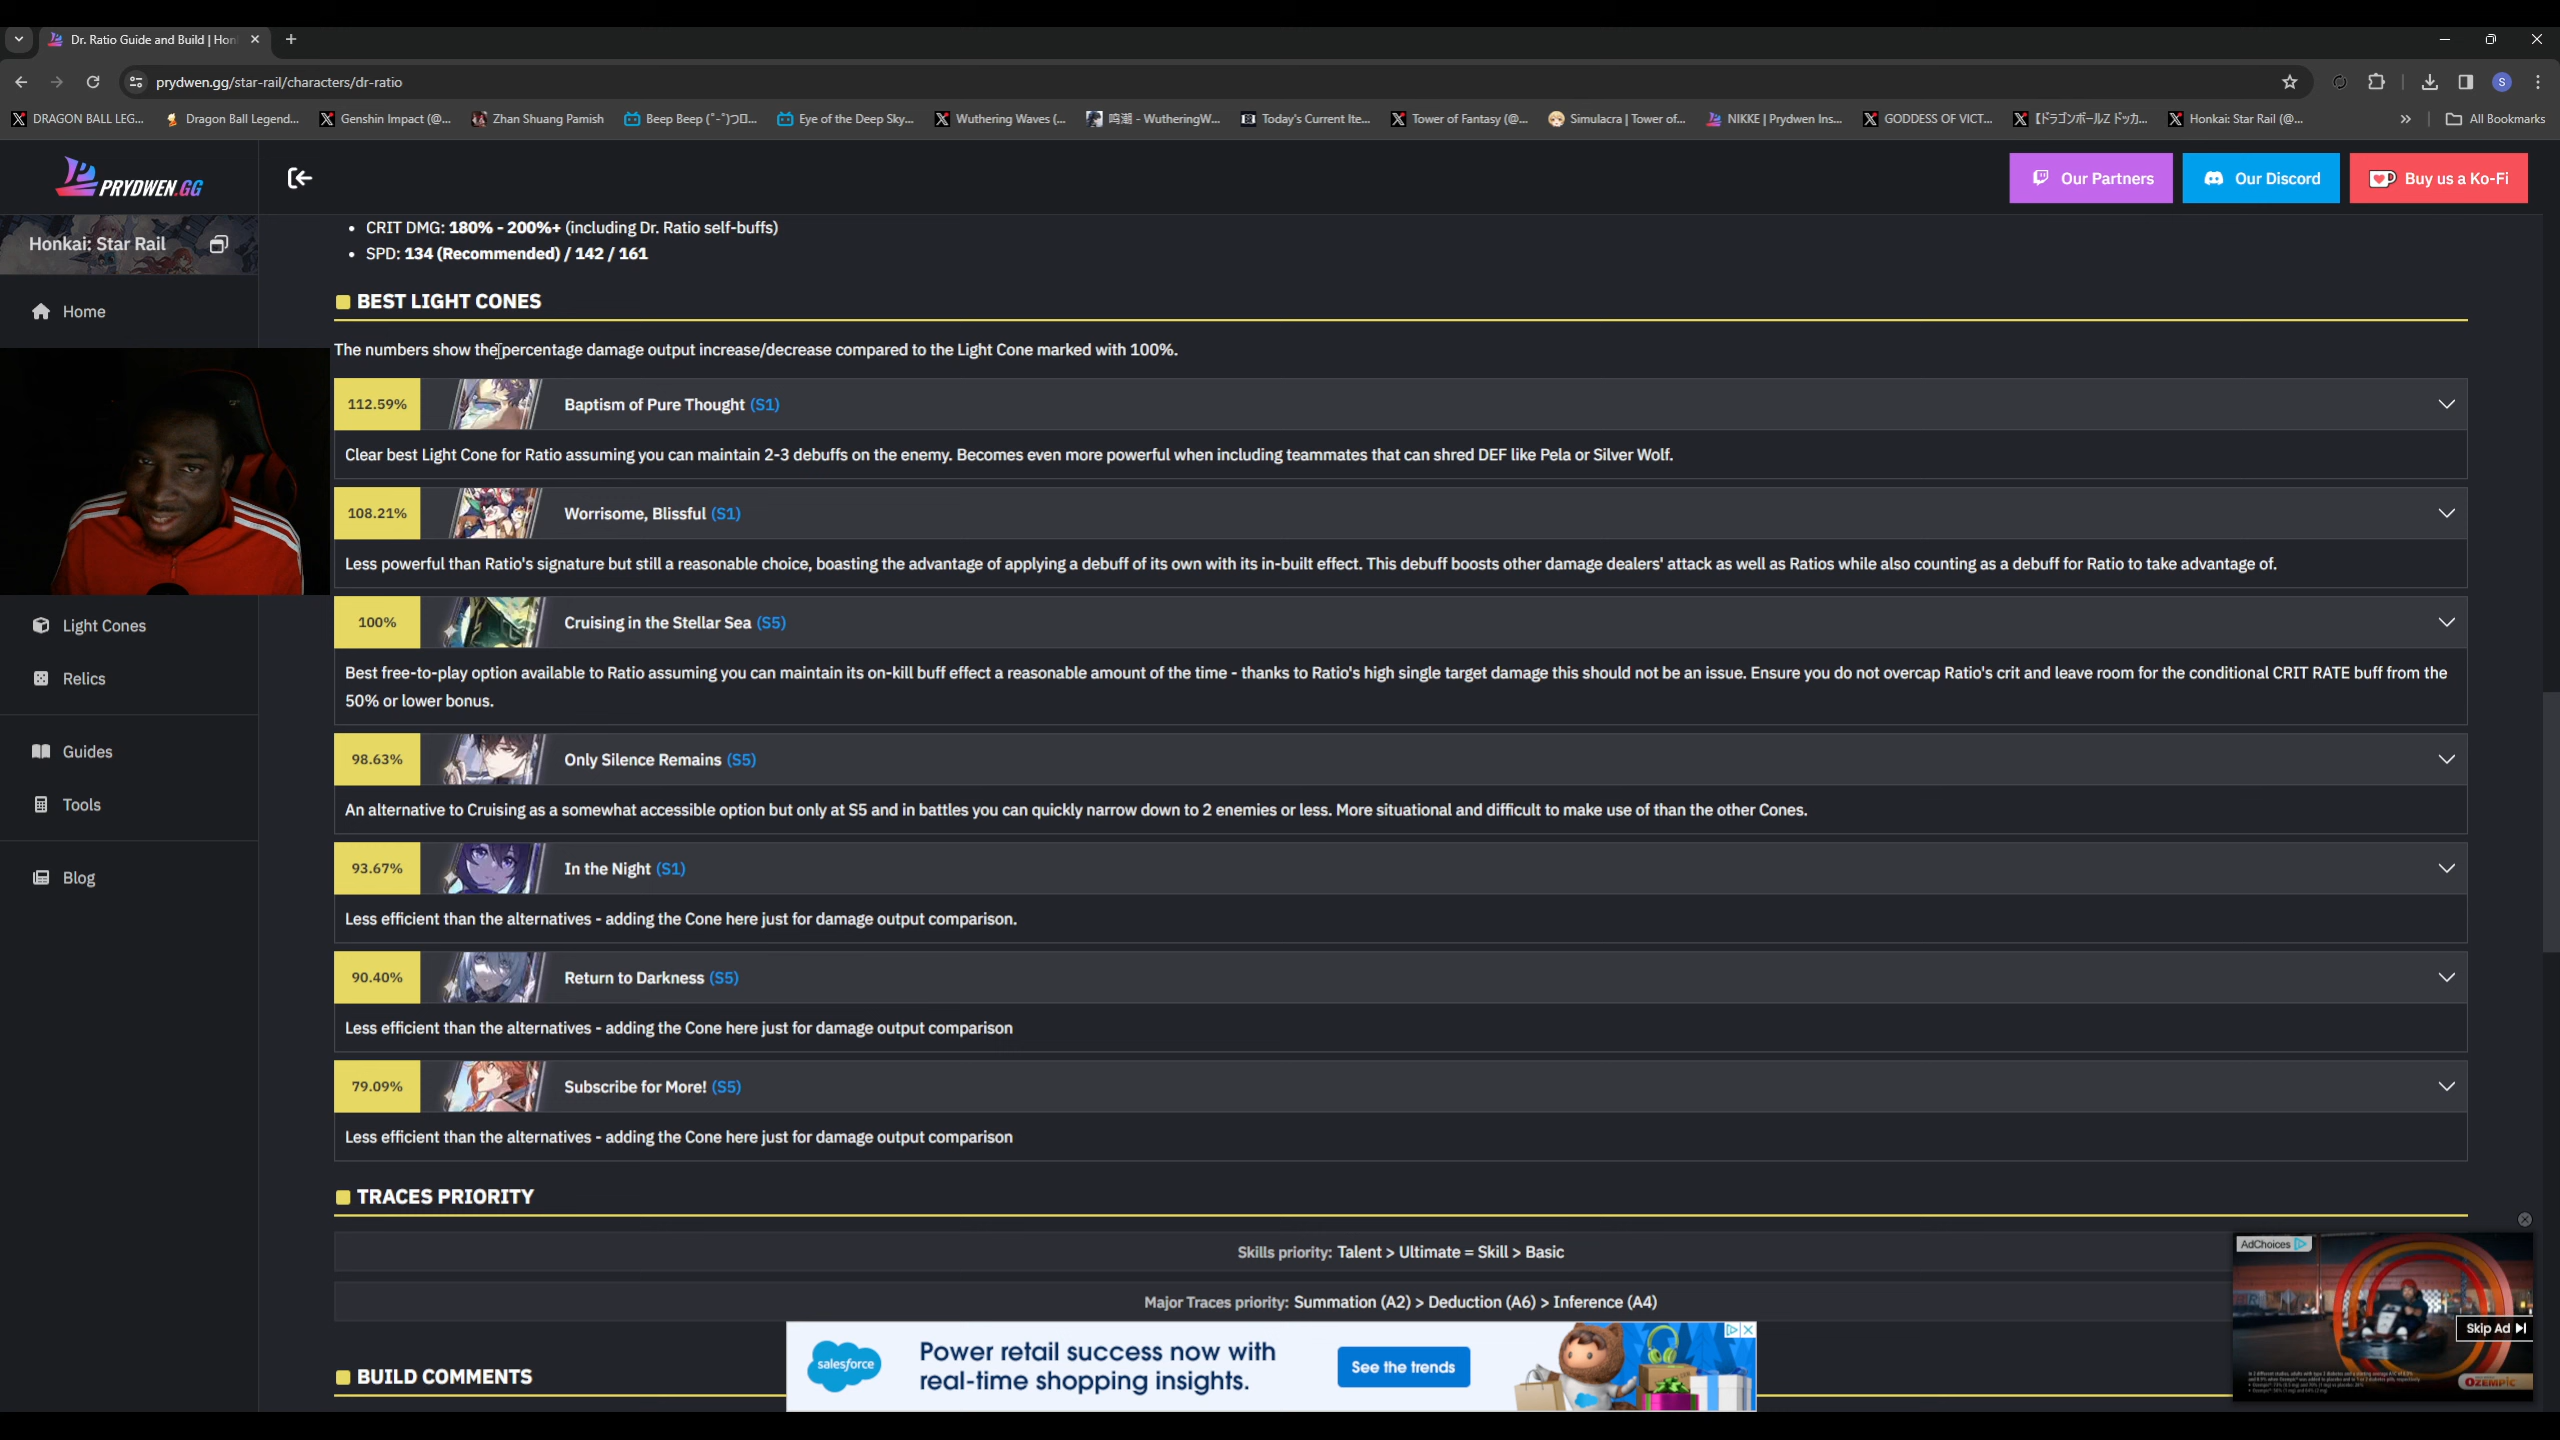 Dr. Ratio Guide and Build | Hon
prydwen.gg/star-rail/characters/dr-ratio
S
DRAGON BALL LEG...
Dragon Ball Legend...
Genshin Impact (@...
Zhan Shuang Pamish
Beep Beep (゜-゜)つロ...
Eye of the Deep Sky...
Wuthering Waves (...
鸣潮 - WutheringW...
Today's Current Ite...
Tower of Fantasy (@...
Simulacra | Tower of...
NIKKE | Prydwen Ins...
GODDESS OF VICT...
【ドラゴンボールZ ドッカ...
Honkai: Star Rail (@...
All Bookmarks
PRYDWEN.GG
Our Partners
Our Discord
Buy us a Ko-Fi
Honkai: Star Rail
Home
Light Cones
Relics
Guides
Tools
Blog
CRIT DMG: 180% - 200%+ (including Dr. Ratio self-buffs)
SPD: 134 (Recommended) / 142 / 161
BEST LIGHT CONES
The numbers show the percentage damage output increase/decrease compared to the Light Cone marked with 100%.
112.59% Baptism of Pure Thought (S1)
Clear best Light Cone for Ratio assuming you can maintain 2-3 debuffs on the enemy. Becomes even more powerful when including teammates that can shred DEF like Pela or Silver Wolf.
108.21% Worrisome, Blissful (S1)
Less powerful than Ratio's signature but still a reasonable choice, boasting the advantage of applying a debuff of its own with its in-built effect. This debuff boosts other damage dealers' attack as well as Ratios while also counting as a debuff for Ratio to take advantage of.
100% Cruising in the Stellar Sea (S5)
Best free-to-play option available to Ratio assuming you can maintain its on-kill buff effect a reasonable amount of the time - thanks to Ratio's high single target damage this should not be an issue. Ensure you do not overcap Ratio's crit and leave room for the conditional CRIT RATE buff from the
50% or lower bonus.
98.63% Only Silence Remains (S5)
An alternative to Cruising as a somewhat accessible option but only at S5 and in battles you can quickly narrow down to 2 enemies or less. More situational and difficult to make use of than the other Cones.
93.67% In the Night (S1)
Less efficient than the alternatives - adding the Cone here just for damage output comparison.
90.40% Return to Darkness (S5)
Less efficient than the alternatives - adding the Cone here just for damage output comparison
79.09% Subscribe for More! (S5)
Less efficient than the alternatives - adding the Cone here just for damage output comparison
TRACES PRIORITY
Skills priority: Talent > Ultimate = Skill > Basic
Major Traces priority: Summation (A2) > Deduction (A6) > Inference (A4)
BUILD COMMENTS
salesforce
Power retail success now with
real-time shopping insights.
See the trends
AdChoices
Skip Ad
OZEMPIC